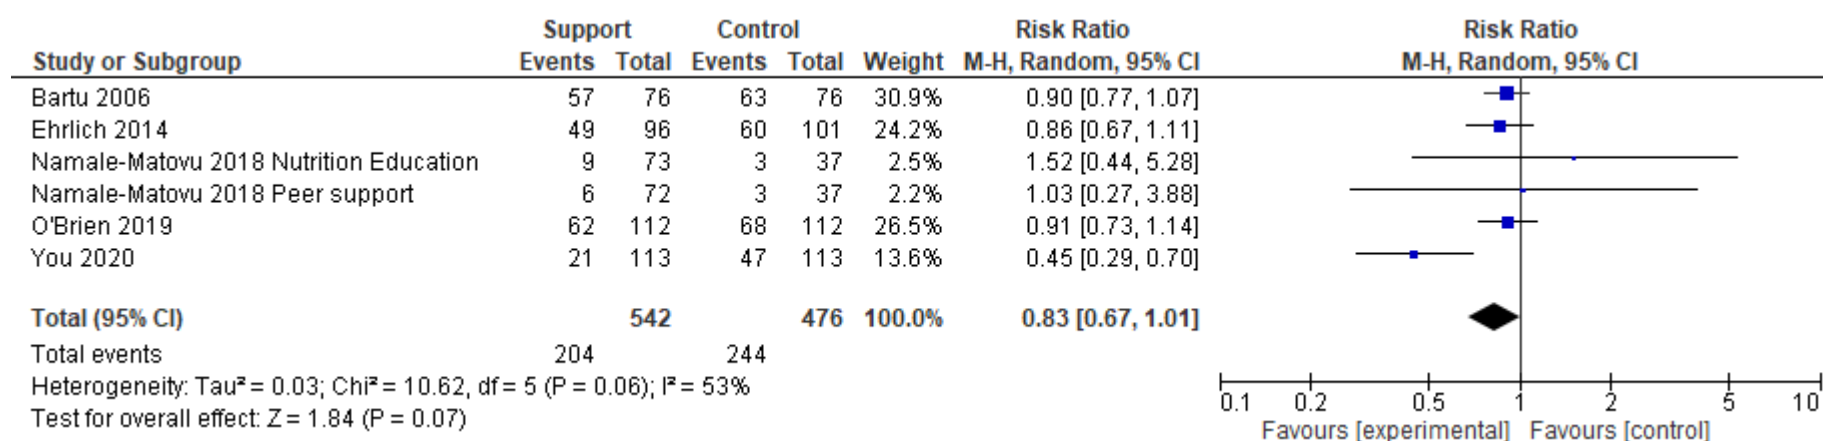 Support Control Risk Ratio Risk Ratio
Study or Subgroup Events Total Events Total Weight M-H, Random, 95% CI M-H, Random, 95% CI
Bartu 2006 57 76 63 76 30.9% 0.90 [0.77, 1.07]
Ehrlich 2014 49 96 60 101 24.2% 0.86 [0.67, 1.11]
Namale-Matovu 2018 Nutrition Education 9 73 3 37 2.5% 1.52 [0.44, 5.28]
Namale-Matovu 2018 Peer support 6 72 3 37 2.2% 1.03 [0.27, 3.88]
O'Brien 2019 62 112 68 112 26.5% 0.91 [0.73, 1.14]
You 2020 21 113 47 113 13.6% 0.45 [0.29, 0.70]
Total (95% CI) 542 476 100.0% 0.83 [0.67, 1.01]
Total events 204 244
Heterogeneity: Tau² = 0.03; Chi² = 10.62, df = 5 (P = 0.06); I² = 53%
Test for overall effect: Z = 1.84 (P = 0.07)
0.1 0.2 0.5 1 2 5 10
Favours [experimental] Favours [control]